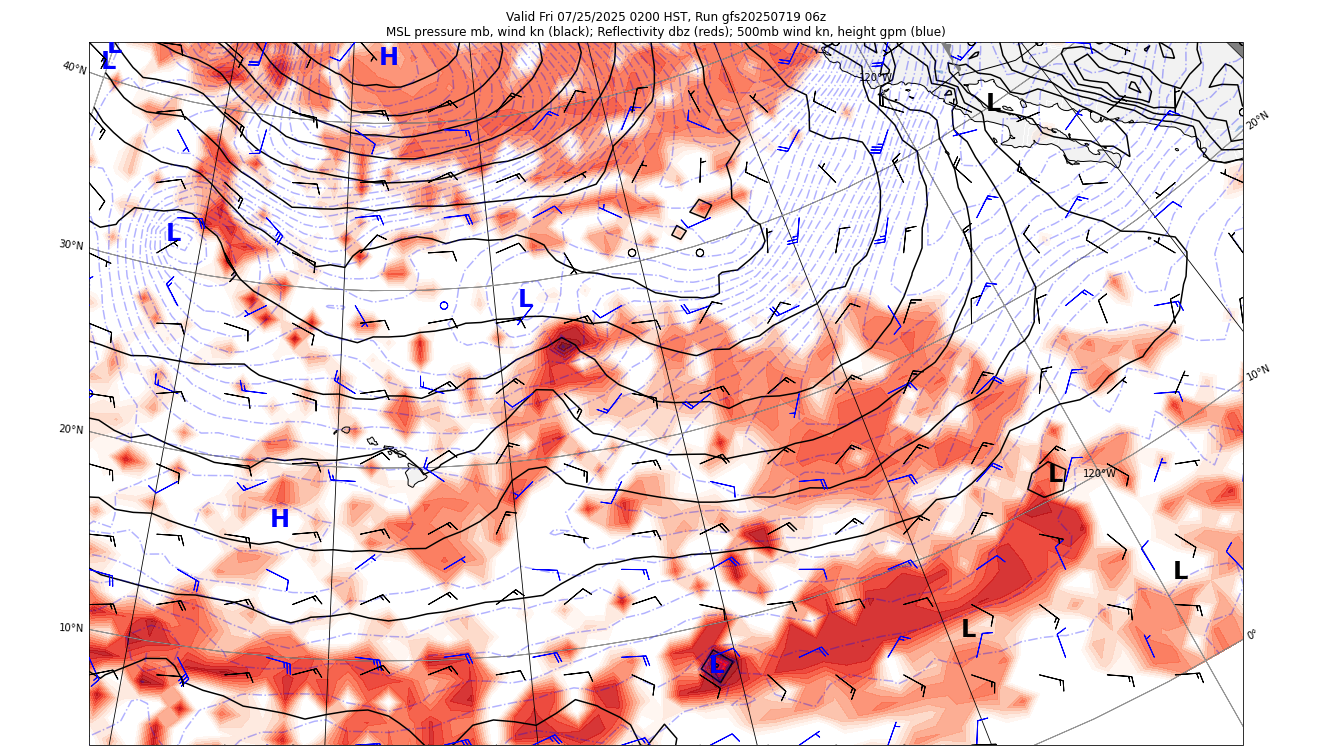 Valid Fri 07/25/2025 0200 HST, Run gfs20250719 06z
MSL pressure mb, wind kn (black); Reflectivity dbz (reds); 500mb wind kn, height gpm (blue)
L
L
H
40°N
120°W
L
20°N
L
30°N
L
10°N
20°N
L
120°W
H
L
10°N
L
0°
L